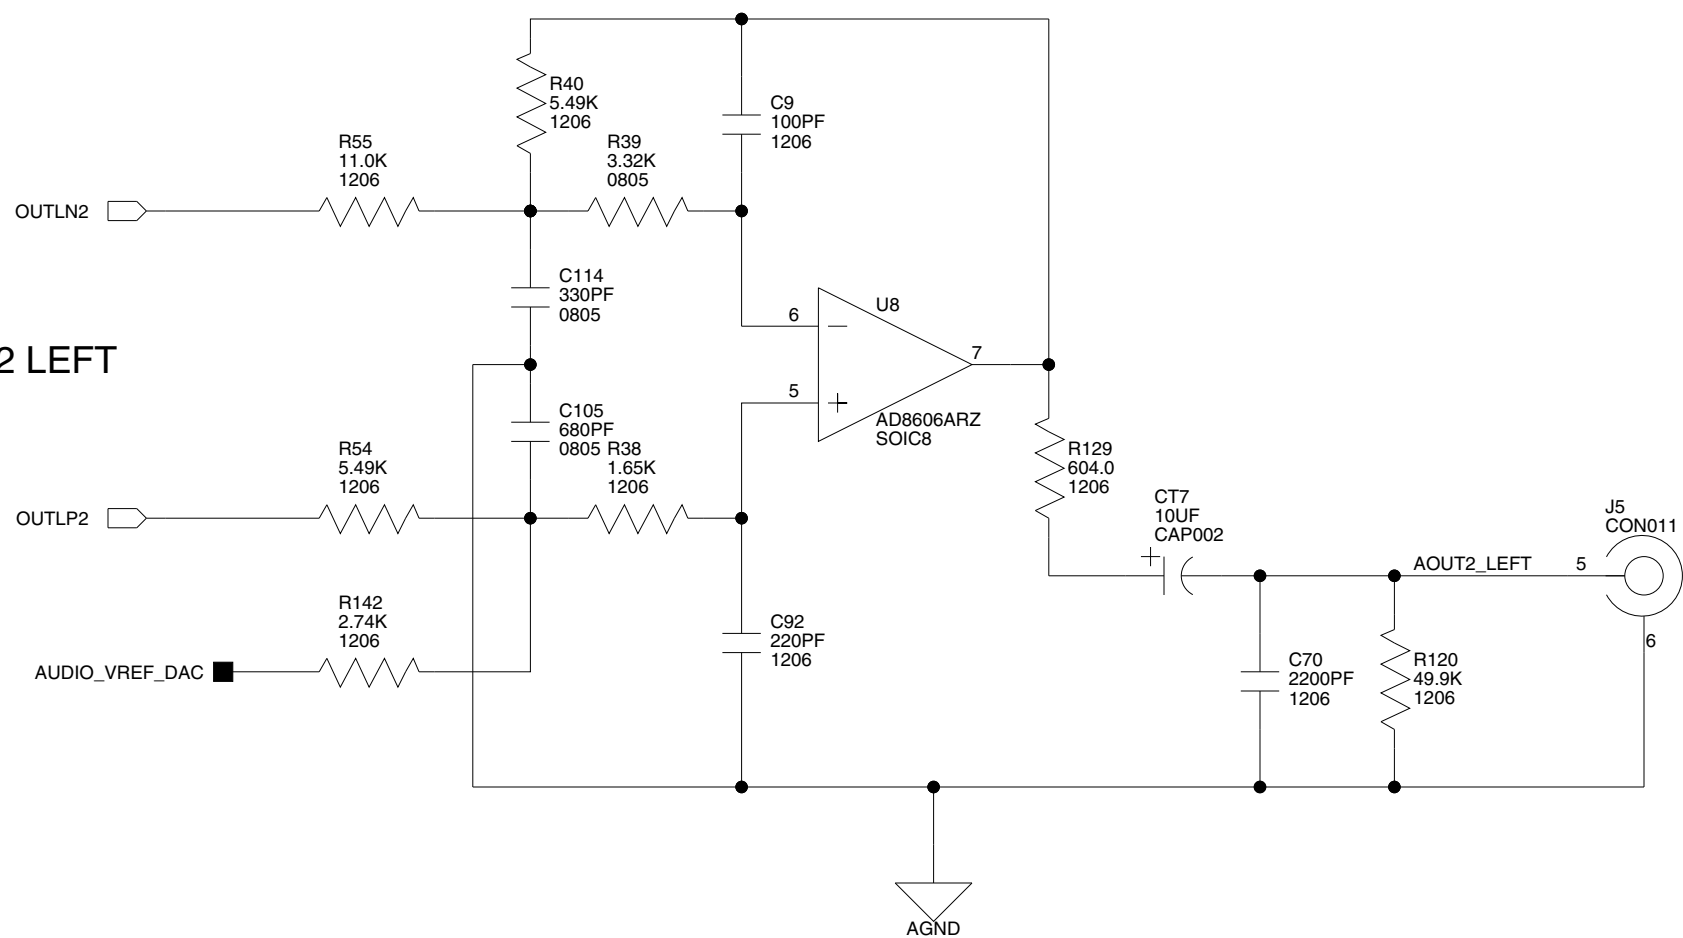 R40
5.49K
1206
C9
100PF
1206
R55
11.0K
1206
R39
3.32K
0805
OUTLN2
C114
330PF
0805
6
U8
2 LEFT
7
5
C105
680PF
0805
AD8606ARZ
SOIC8
R54
5.49K
1206
R38
1.65K
1206
R129
604.0
1206
OUTLP2
CT7
10UF
CAP002
J5
CON011
AOUT2_LEFT
5
R142
2.74K
1206
C92
220PF
1206
6
AUDIO_VREF_DAC
C70
2200PF
1206
R120
49.9K
1206
AGND